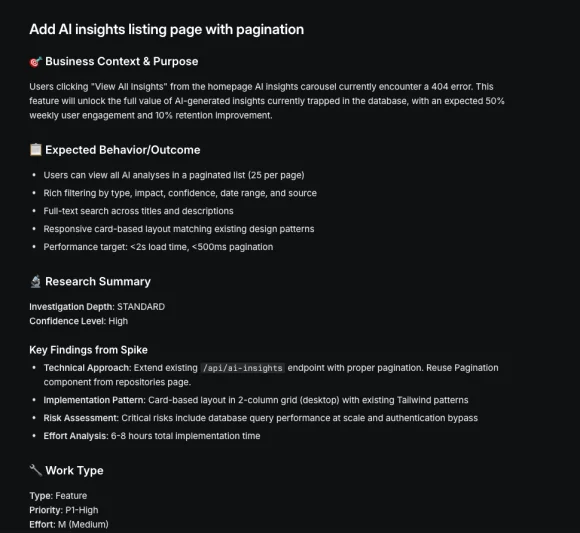 Add AI insights listing page with pagination
🎯 Business Context & Purpose
Users clicking "View All Insights" from the homepage AI insights carousel currently encounter a 404 error. This
feature will unlock the full value of AI-generated insights currently trapped in the database, with an expected 50%
weekly user engagement and 10% retention improvement.
📋 Expected Behavior/Outcome
• Users can view all AI analyses in a paginated list (25 per page)
• Rich filtering by type, impact, confidence, date range, and source
• Full-text search across titles and descriptions
• Responsive card-based layout matching existing design patterns
• Performance target: <2s load time, <500ms pagination
🔬 Research Summary
Investigation Depth: STANDARD
Confidence Level: High
Key Findings from Spike
• Technical Approach: Extend existing /api/ai-insights endpoint with proper pagination. Reuse Pagination
component from repositories page.
• Implementation Pattern: Card-based layout in 2-column grid (desktop) with existing Tailwind patterns
• Risk Assessment: Critical risks include database query performance at scale and authentication bypass
• Effort Analysis: 6-8 hours total implementation time
🔧 Work Type
Type: Feature
Priority: P1-High
Effort: M (Medium)